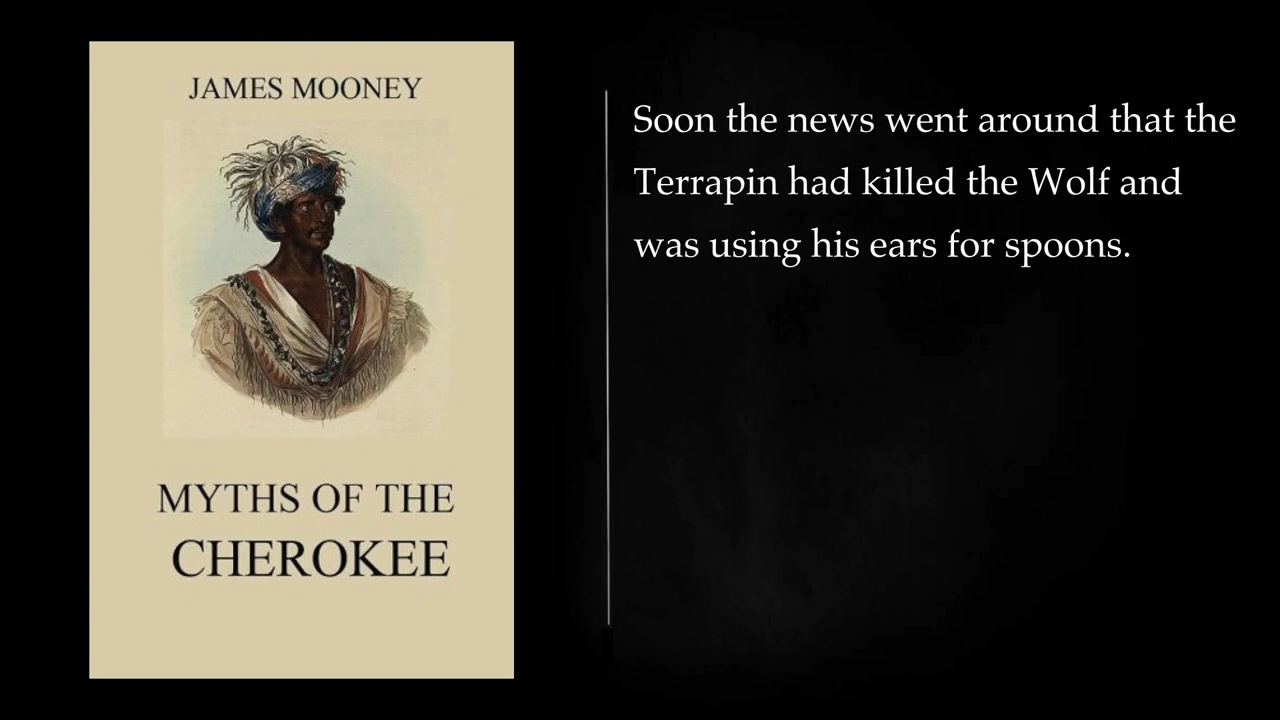 JAMES MOONEY
MYTHS OF THE
CHEROKEE
Soon the news went around that the
Terrapin had killed the Wolf and
was using his ears for spoons.